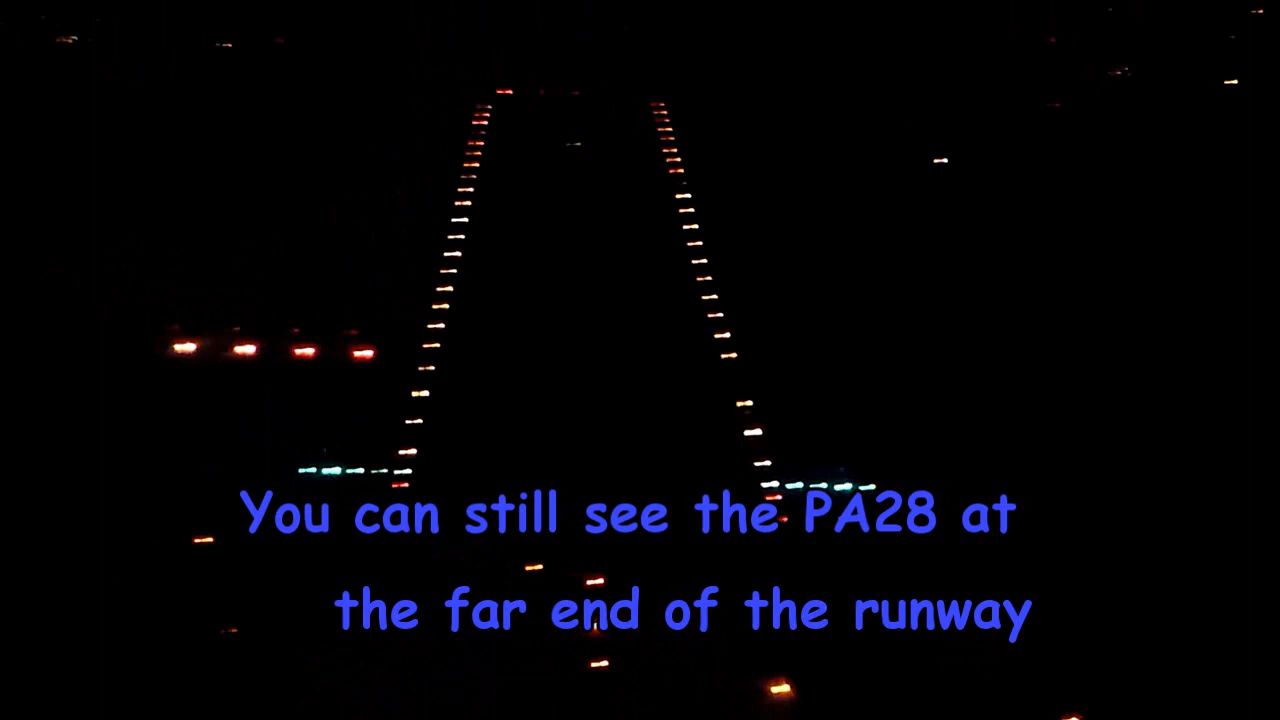 You can still see the PA28 at
the far end of the runway